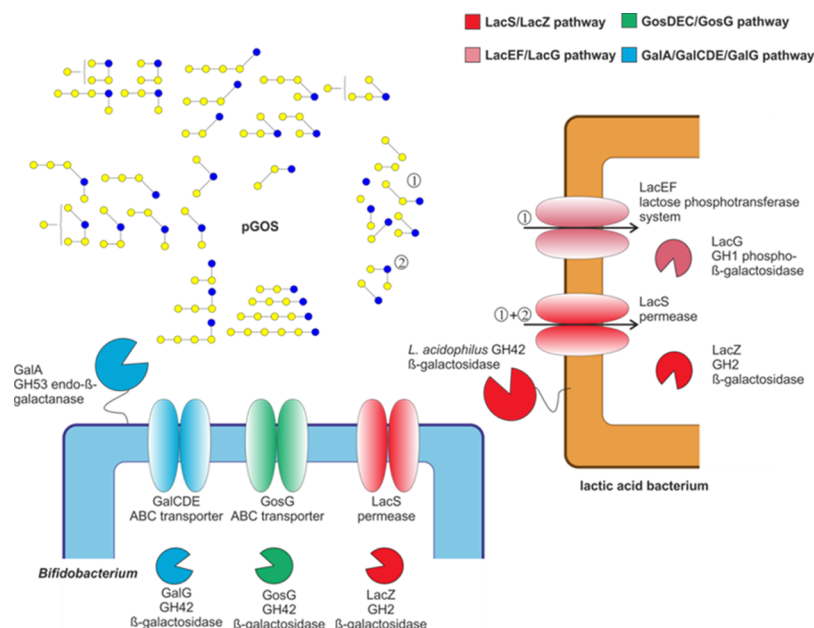 LacS/LacZ pathway
GosDEC/GosG pathway
LacEF/LacG pathway
GalA/GalCDE/GalG pathway
①
pGOS
②
GalA
GH53 endo-ß-
galactanase
GalCDE
ABC transporter
GosG
ABC transporter
LacS
permease
Bifidobacterium
GalG
GH42
ß-galactosidase
GosG
GH42
ß-galactosidase
LacZ
GH2
ß-galactosidase
①
LacEF
lactose phosphotransferase
system
LacG
GH1 phospho-
ß-galactosidase
①+②
LacS
permease
L. acidophilus GH42
ß-galactosidase
LacZ
GH2
ß-galactosidase
lactic acid bacterium